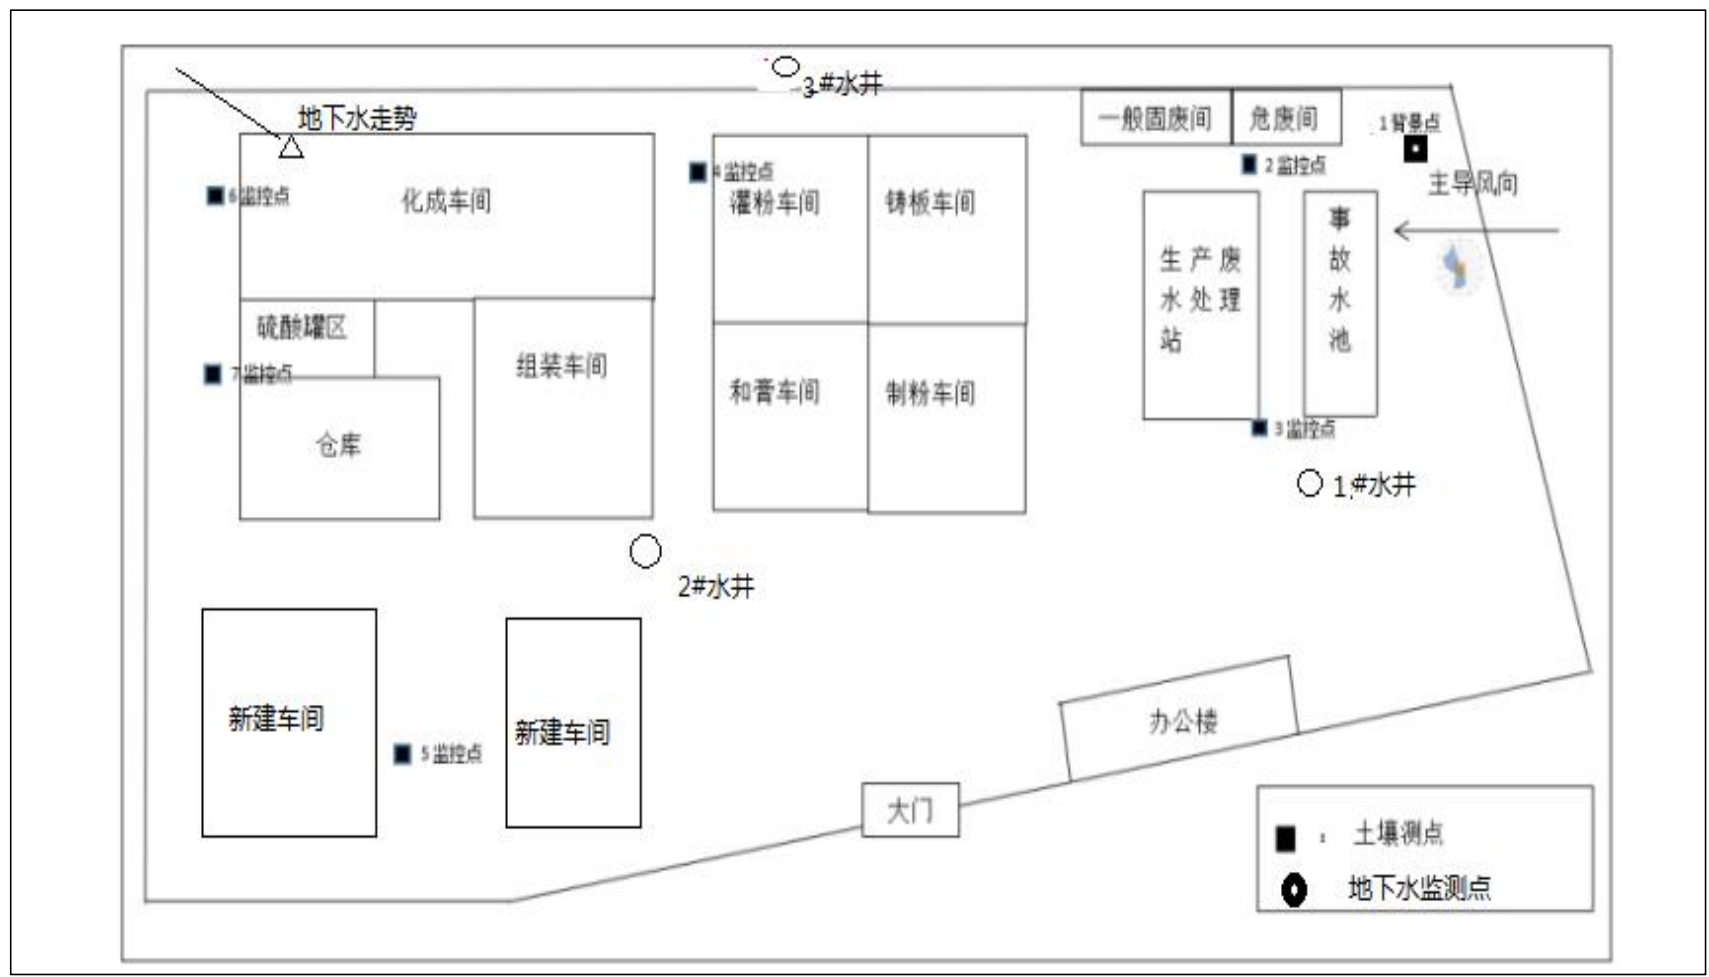 3#水井
地下水走势
一般固废间
危废间
1背景点
2监控点
主导风向
6监控点
化成车间
4监控点
灌粉车间
铸板车间
生产废
水处理
站
事
故
水
池
硫酸罐区
7监控点
组装车间
和膏车间
制粉车间
仓库
3监控点
1#水井
2#水井
新建车间
5监控点
新建车间
办公楼
大门
: 土壤测点
地下水监测点